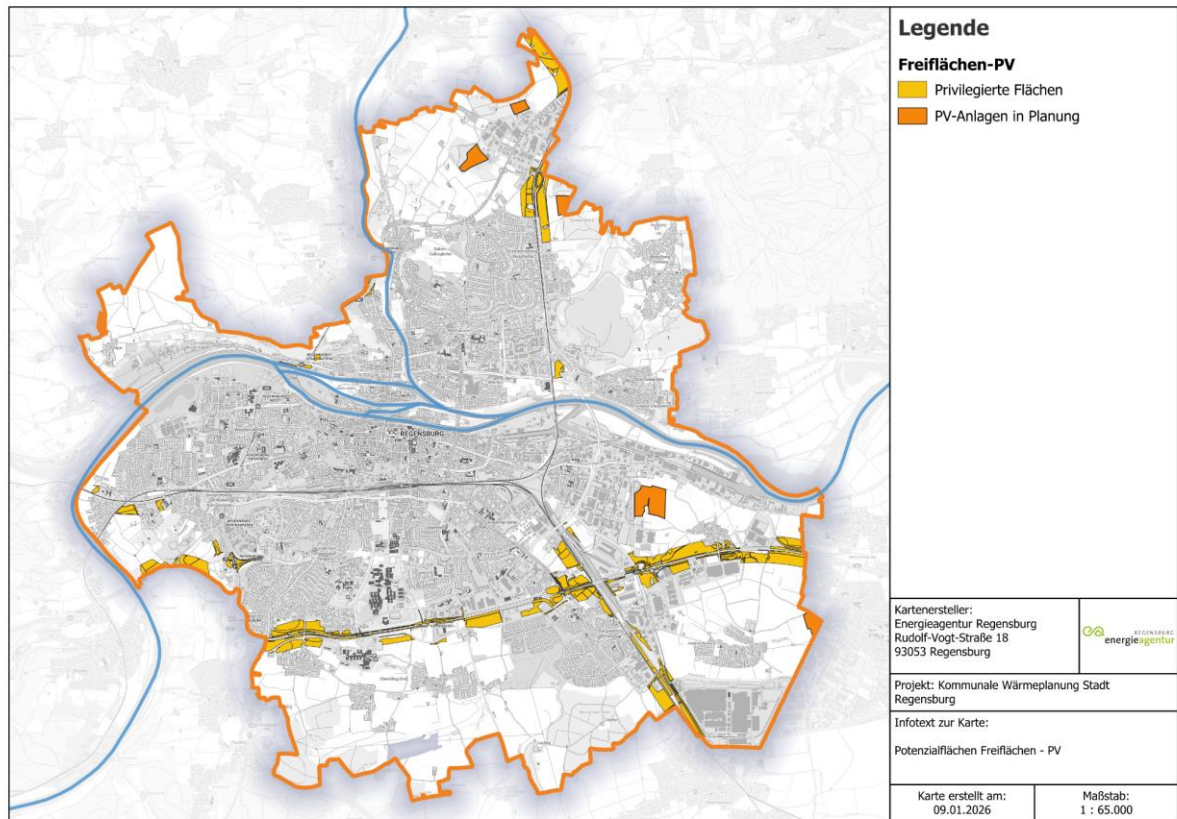 REGENSBURG
Legende
Freiflächen-PV
Privilegierte Flächen
PV-Anlagen in Planung
Kartenersteller:
Energieagentur Regensburg
Rudolf-Vogt-Straße 18
93053 Regensburg
REGENSBURG
energieagentur
Projekt: Kommunale Wärmeplanung Stadt
Regensburg
Infotext zur Karte:
Potenzialflächen Freiflächen - PV
Karte erstellt am:
09.01.2026
Maßstab:
1 : 65.000